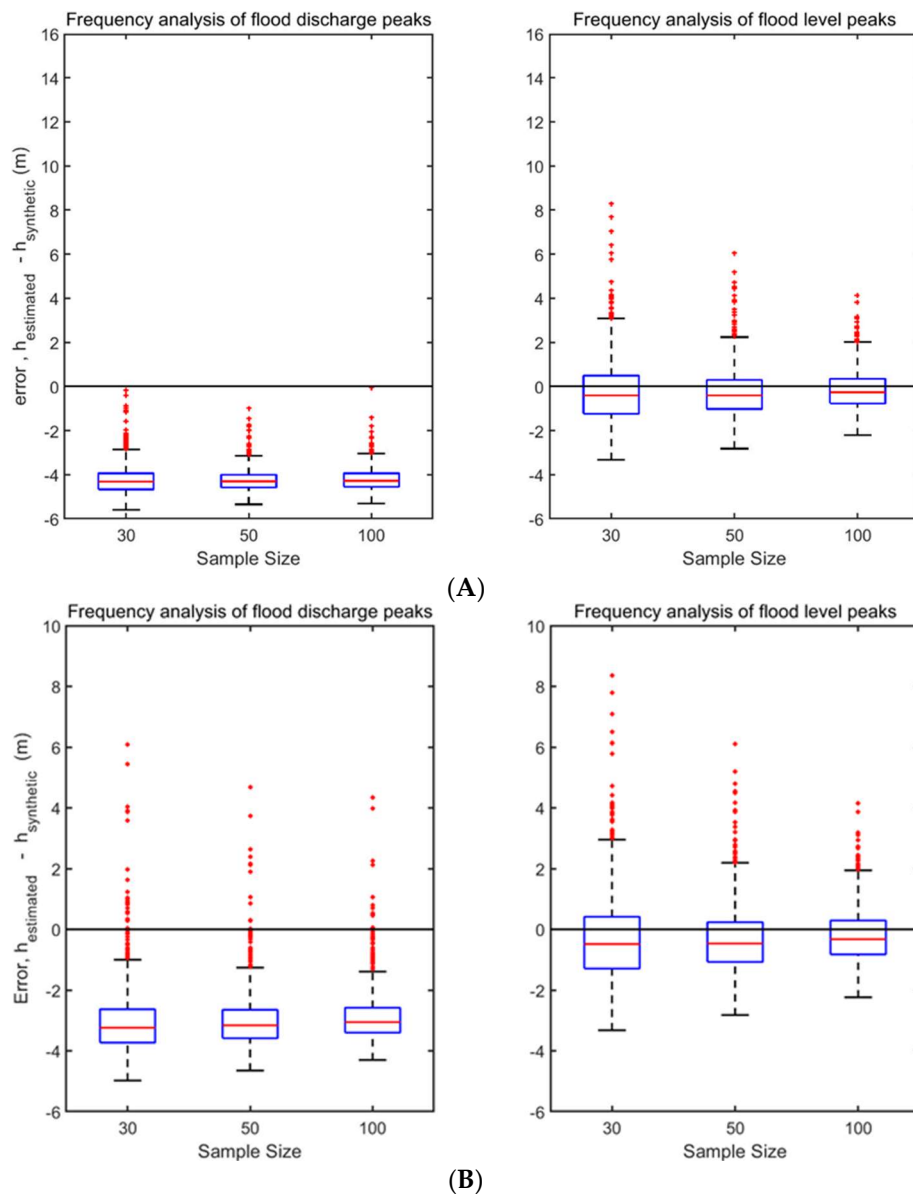 Frequency analysis of flood discharge peaks
16
14
12
10
8
6
4
2
0
-2
-4
-6
error , h_estimated - h_synthetic (m)
30 50 100
Sample Size
Frequency analysis of flood level peaks
16
14
12
10
8
6
4
2
0
-2
-4
-6
30 50 100
Sample Size
(A)
Frequency analysis of flood discharge peaks
10
8
6
4
2
0
-2
-4
-6
Error, h_estimated - h_synthetic (m)
30 50 100
Sample Size
Frequency analysis of flood level peaks
10
8
6
4
2
0
-2
-4
-6
30 50 100
Sample Size
(B)